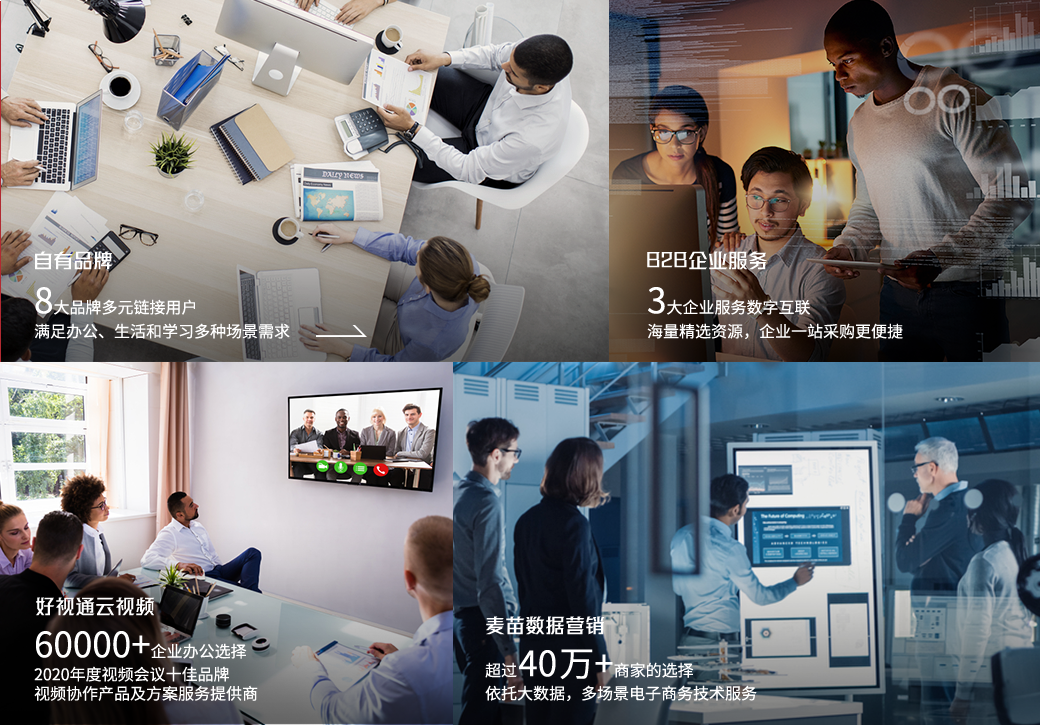 DAILY NEWS
自有品牌
8大品牌多元链接用户
满足办公、生活和学习多种场景需求
B2B企业服务
3大企业服务数字互联
海量精选资源，企业一站采购更便捷
好视通云视频
60000+企业办公选择
2020年度视频会议十佳品牌
视频协作产品及方案服务提供商
The Future of Computing
麦苗数据营销
超过40万+商家的选择
依托大数据，多场景电子商务技术服务